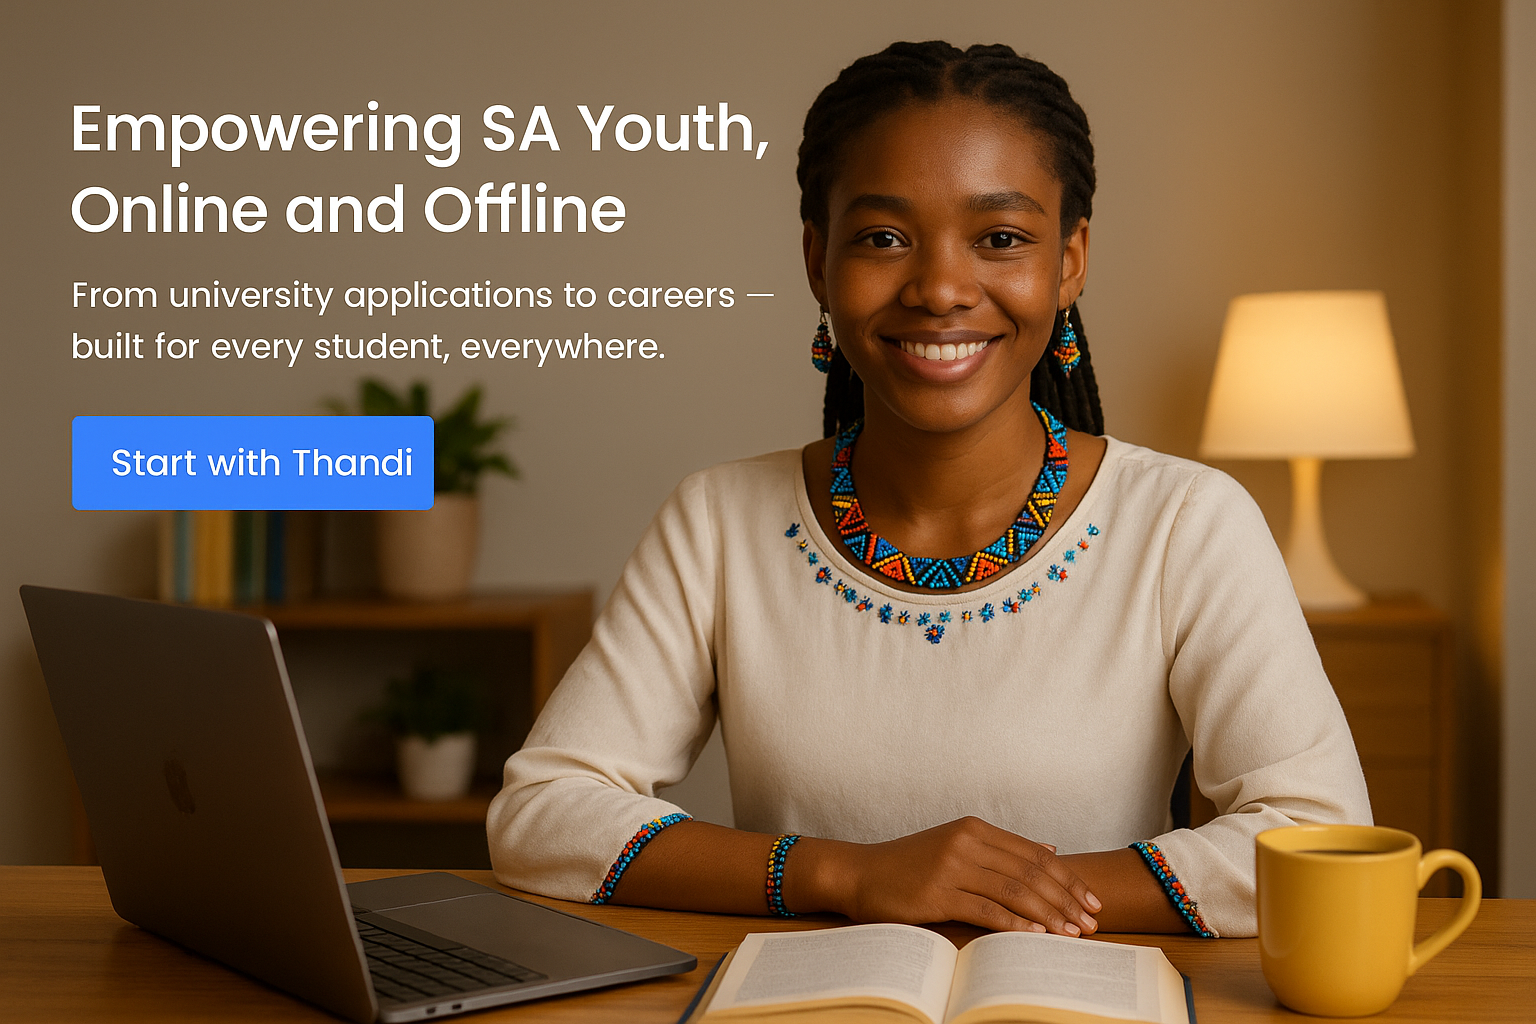 Empowering SA Youth,
Online and Offline
From university applications to careers —
built for every student, everywhere.
Start with Thandi